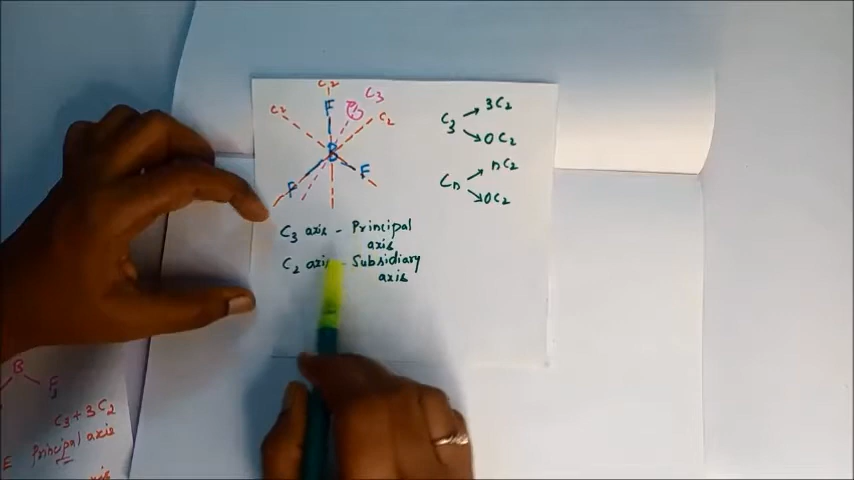 C2
C3
C2
C2
F
B
F
F
C3 axis - Principal
axis
C2 axis - Subsidiary
axis
C3 → 3C2
→ 0C2
Cn → nC2
→ 0C2
B
F
C3 + 3C2
E Principal axis